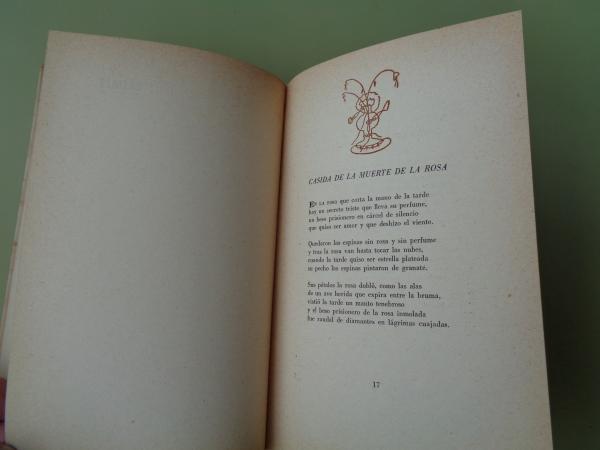 CASIDA DE LA MUERTE DE LA ROSA
EN LA rosa que corta la mano de la tarde
hay un secreto triste que lleva su perfume,
un beso prisionero en cárcel de silencio
que quiso ser amor y que deshizo el viento.
Quedaron las espinas sin rosa y sin perfume
y tras la rosa van hasta tocar las nubes,
cuando la tarde quiso ser estrella plateada
su pecho las espinas pintaron de granate.
Sus pétalos la rosa dobló, como las alas
de un ave herida que expira entre la bruma,
vistió la tarde un manto tenebroso
y el beso prisionero de la rosa inmolada
fue raudal de diamantes en lágrimas cuajadas.
17